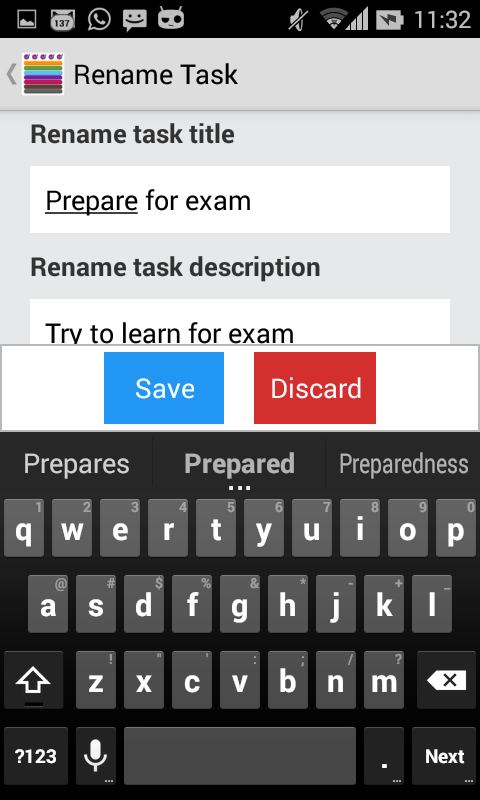 137
11:32
Rename Task
Rename task title
Prepare for exam
Rename task description
Try to learn for exam
Save Discard
Prepares Prepared Preparedness
1 2 3 4 5 6 7 8 9 0
q w e r t y u i o p
@ # $ % & * - + _
a s d f g h j k l
! " ' : ; / ?
z x c v b n m
?123 . Next